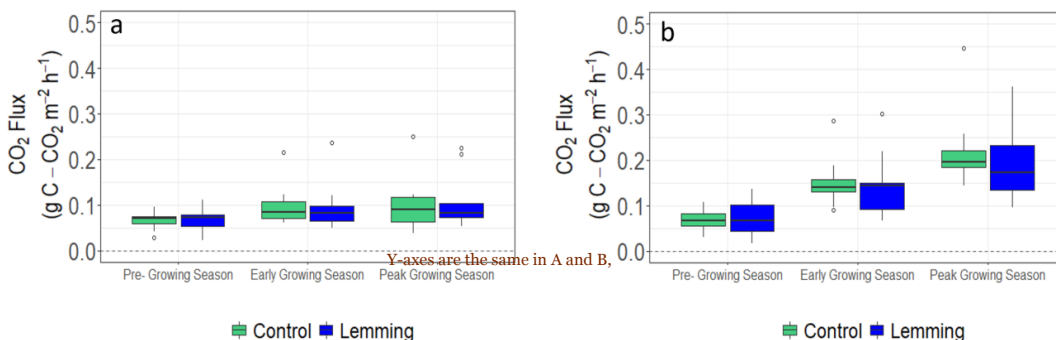 a
0.5
0.4
0.3
0.2
0.1
0.0
CO2 Flux
(g C − CO2 m−2 h−1)
Pre- Growing Season
Early Growing Season
Peak Growing Season
Control
Lemming
Y-axes are the same in A and B,
b
0.5
0.4
0.3
0.2
0.1
0.0
CO2 Flux
(g C − CO2 m−2 h−1)
Pre- Growing Season
Early Growing Season
Peak Growing Season
Control
Lemming